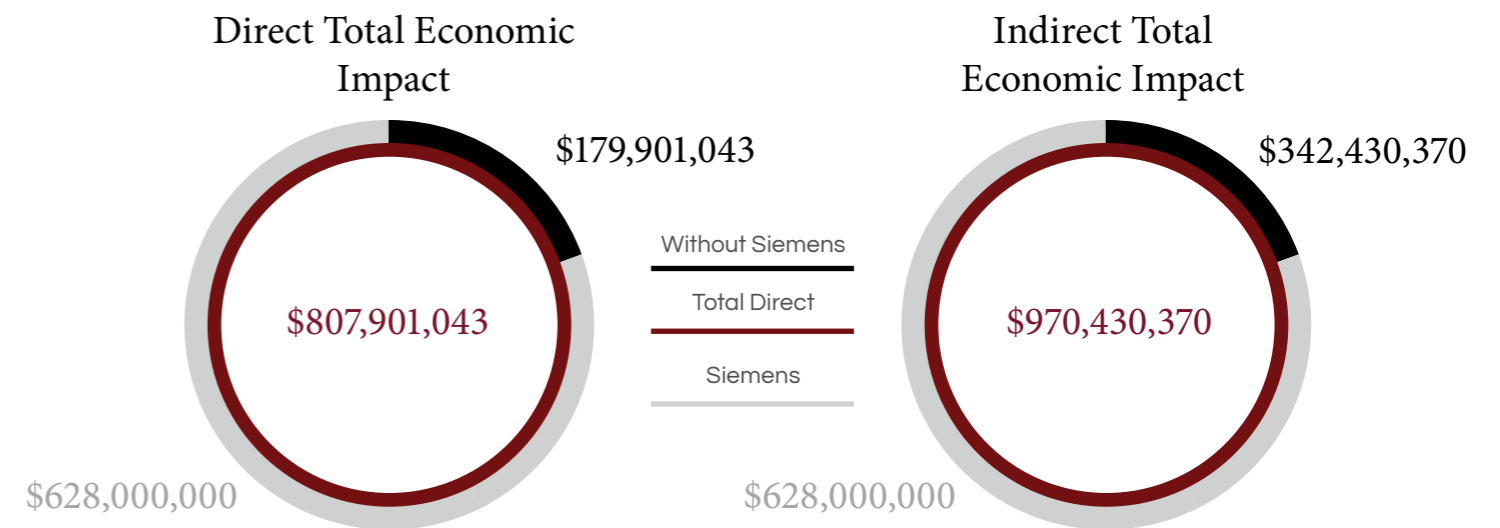 Direct Total Economic
Impact
$179,901,043
$807,901,043
$628,000,000
Without Siemens
Total Direct
Siemens
Indirect Total
Economic Impact
$342,430,370
$970,430,370
$628,000,000